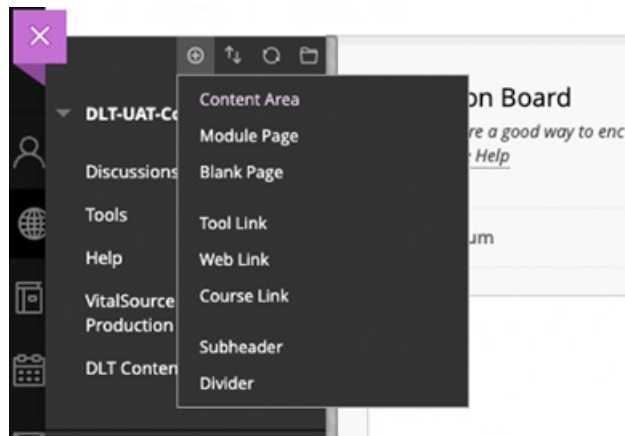 Content Area
Module Page
Blank Page
Tool Link
Web Link
Course Link
Subheader
Divider
DLT-UAT-Co
Discussions
Tools
Help
VitalSource
Production
DLT Conten
on Board
re a good way to enc
Help
um